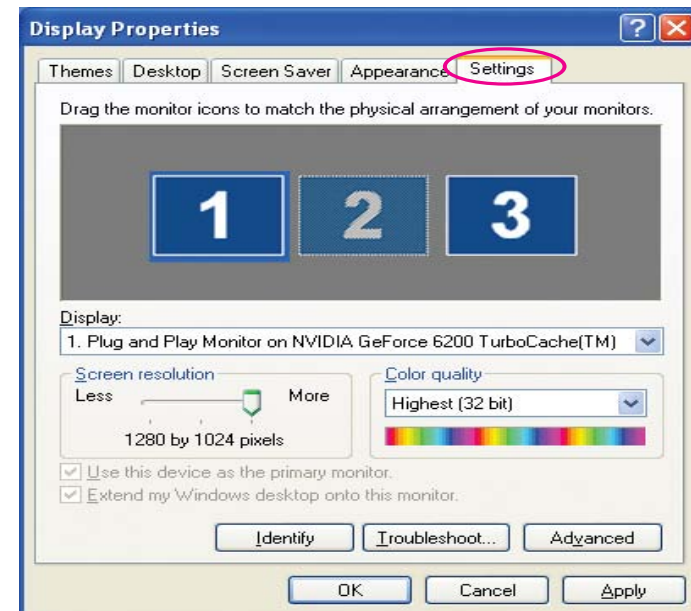 Display Properties
Themes Desktop Screen Saver Appearance Settings
Drag the monitor icons to match the physical arrangement of your monitors.
1 2 3
Display:
1. Plug and Play Monitor on NVIDIA GeForce 6200 TurboCache(TM)
Screen resolution
Less More
1280 by 1024 pixels
Color quality
Highest (32 bit)
Use this device as the primary monitor.
Extend my Windows desktop onto this monitor.
Identify Troubleshoot... Advanced
OK Cancel Apply